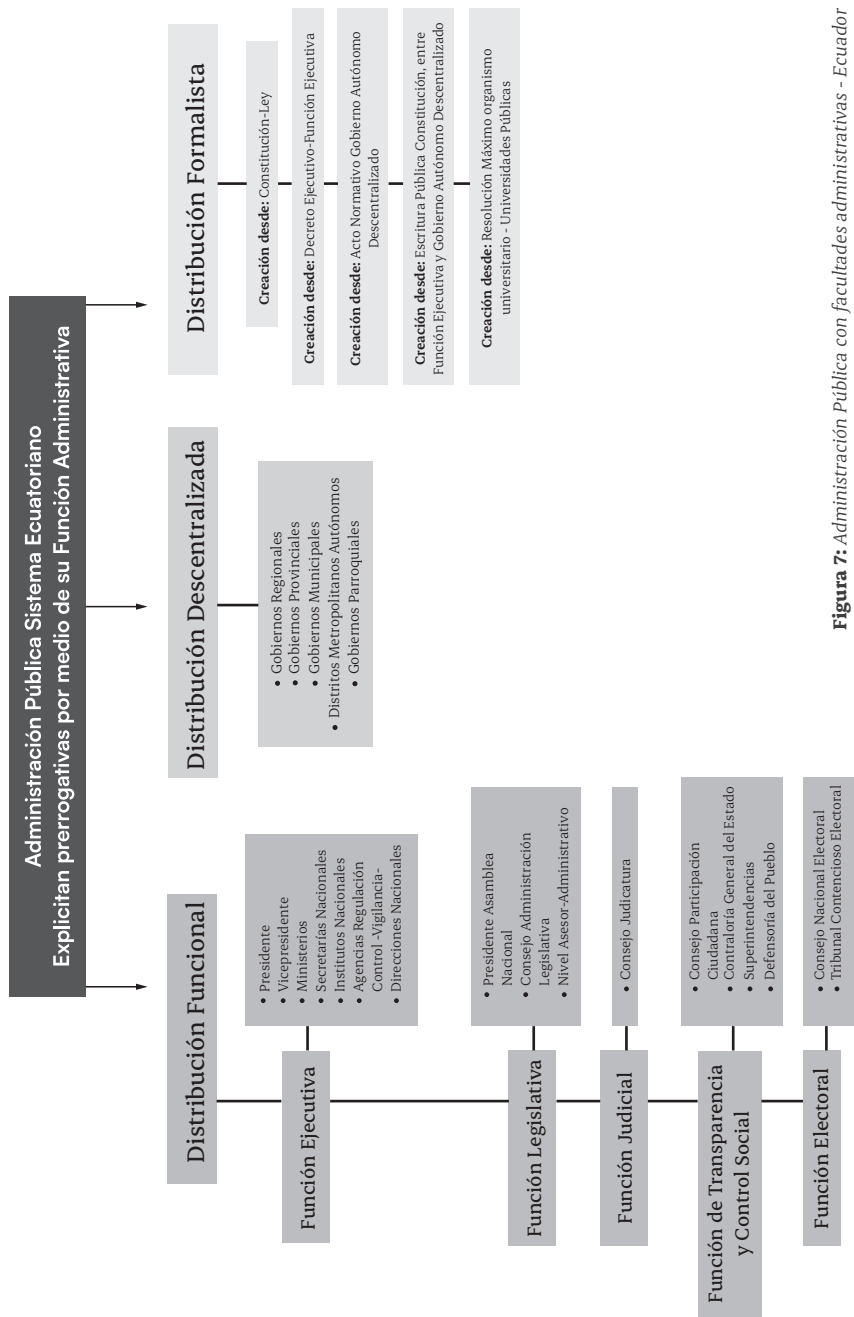 Administración Pública Sistema Ecuatoriano
Explicitan prerrogativas por medio de su Función Administrativa
Distribución Funcional
Función Ejecutiva
• Presidente
• Vicepresidente
• Ministerios
• Secretarías Nacionales
• Institutos Nacionales
• Agencias Regulación
Control -Vigilancia-
• Direcciones Nacionales
Función Legislativa
• Presidente Asamblea
Nacional
• Consejo Administración
Legislativa
• Nivel Asesor-Administrativo
Función Judicial
• Consejo Judicatura
Función de Transparencia
y Control Social
• Consejo Participación
Ciudadana
• Contraloría General del Estado
• Superintendencias
• Defensoría del Pueblo
Función Electoral
• Consejo Nacional Electoral
• Tribunal Contencioso Electoral
Distribución Descentralizada
• Gobiernos Regionales
• Gobiernos Provinciales
• Gobiernos Municipales
• Distritos Metropolitanos Autónomos
• Gobiernos Parroquiales
Distribución Formalista
Creación desde: Constitución-Ley
Creación desde: Decreto Ejecutivo-Función Ejecutiva
Creación desde: Acto Normativo Gobierno Autónomo
Descentralizado
Creación desde: Escritura Pública Constitución, entre
Función Ejecutiva y Gobierno Autónomo Descentralizado
Creación desde: Resolución Máximo organismo
universitario - Universidades Públicas
Figura 7: Administración Pública con facultades administrativas - Ecuador